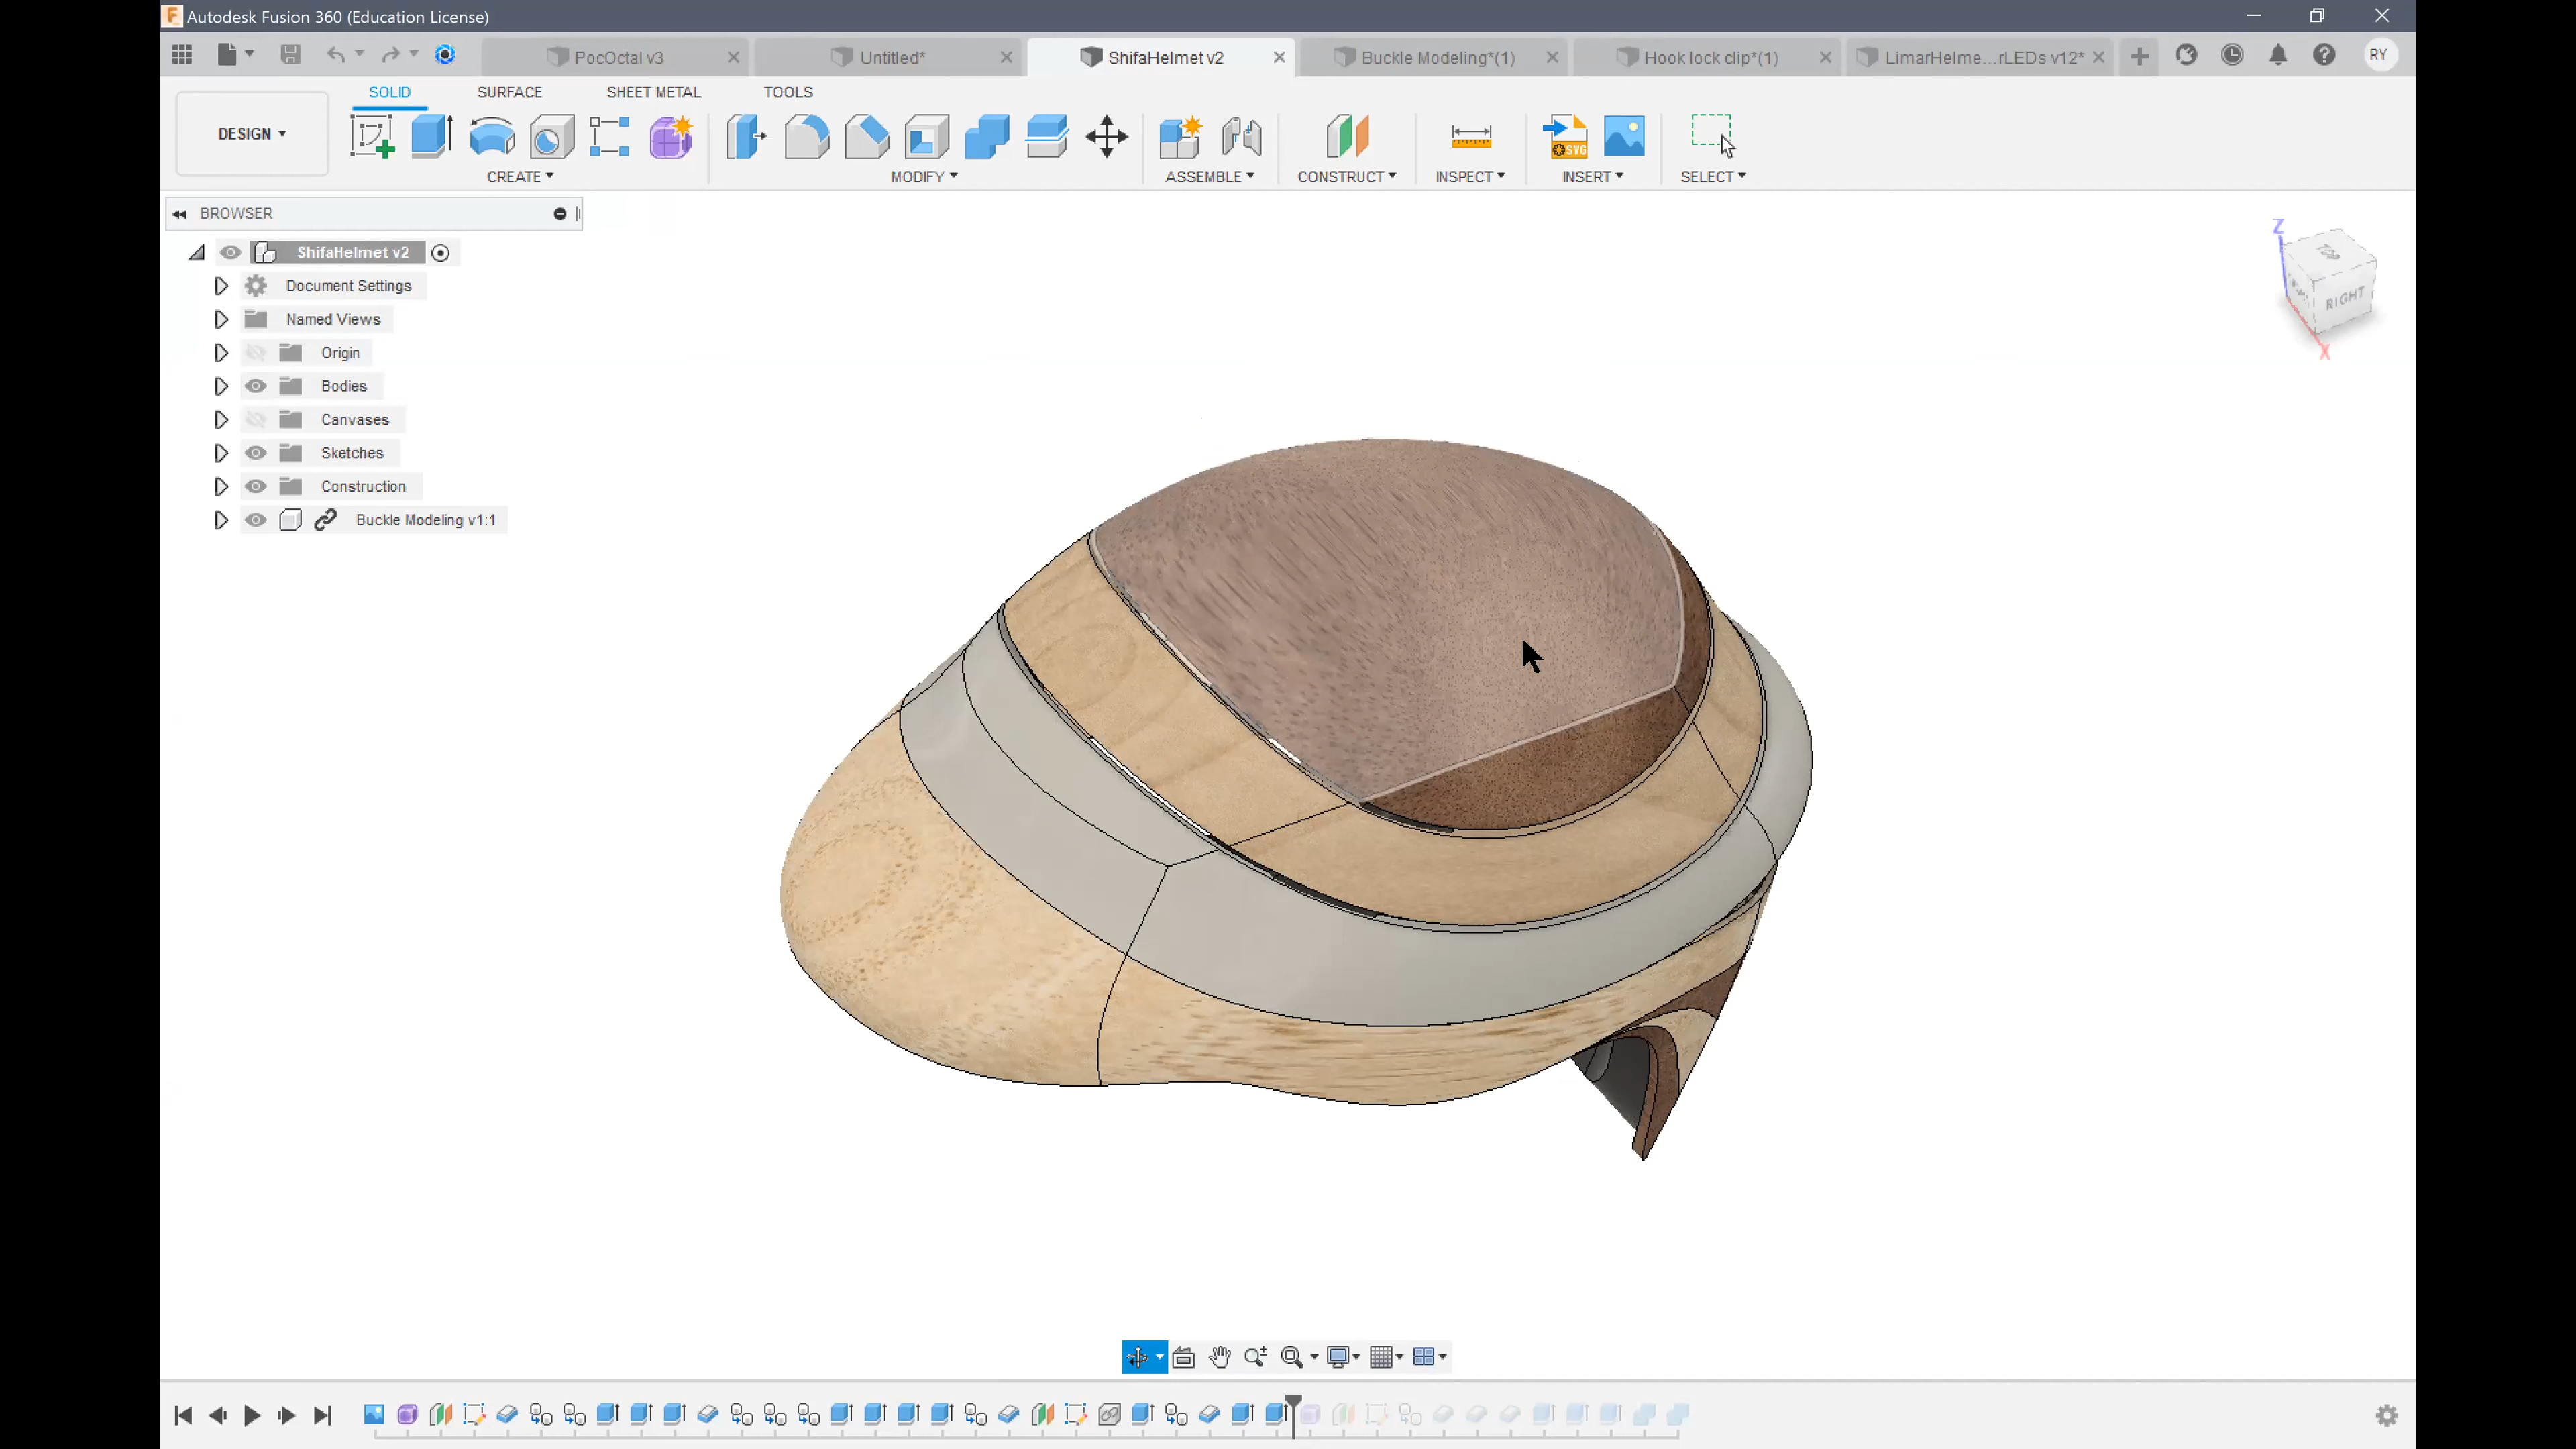 Autodesk Fusion 360 (Education License)
PocOctal v3
Untitled*
ShifaHelmet v2
Buckle Modeling*(1)
Hook lock clip*(1)
LimarHelme...rLEDs v12*
RY
SOLID
SURFACE
SHEET METAL
TOOLS
DESIGN
SVG
CREATE
MODIFY
ASSEMBLE
CONSTRUCT
INSPECT
INSERT
SELECT
BROWSER
ShifaHelmet v2
Document Settings
Named Views
Origin
Bodies
Canvases
Sketches
Construction
Buckle Modeling v1:1
Z
RIGHT
X